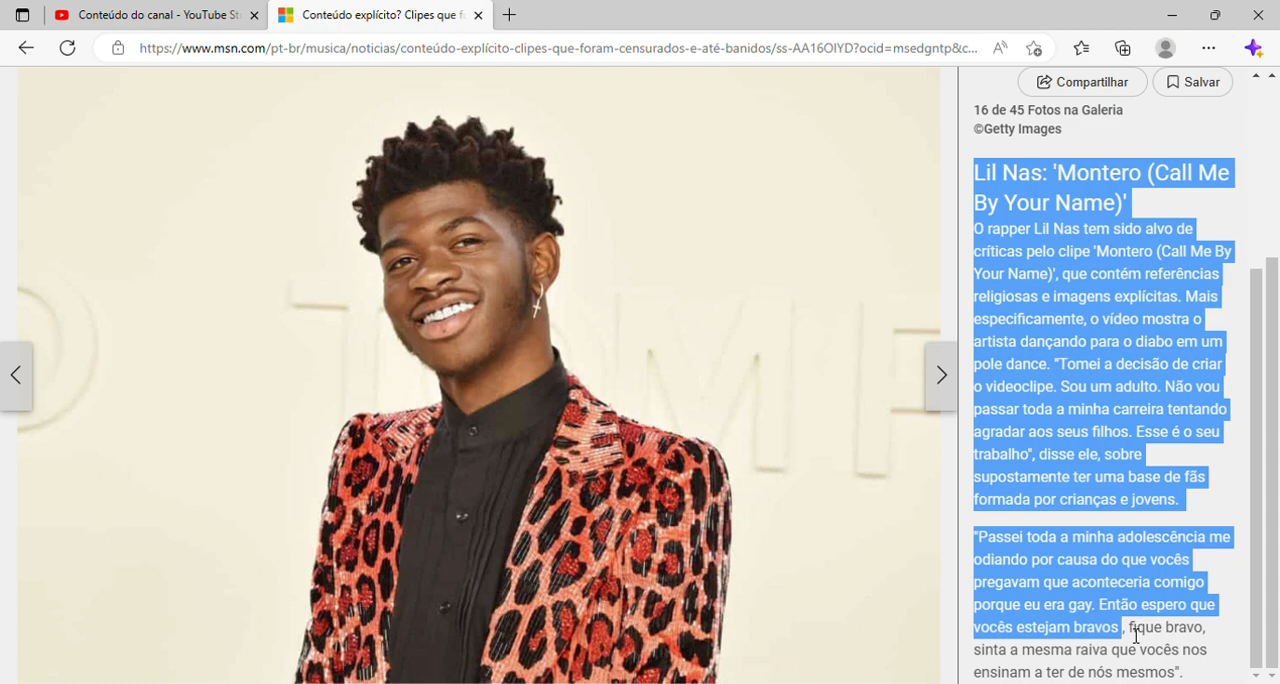 Conteúdo do canal - YouTube St
Conteúdo explícito? Clipes que f
https://www.msn.com/pt-br/musica/noticias/conteúdo-explícito-clipes-que-foram-censurados-e-até-banidos/ss-AA16OIYD?ocid=msedgntp&c...
Compartilhar
Salvar
16 de 45 Fotos na Galeria
©Getty Images
Lil Nas: 'Montero (Call Me
By Your Name)'
O rapper Lil Nas tem sido alvo de
críticas pelo clipe 'Montero (Call Me By
Your Name)', que contém referências
religiosas e imagens explícitas. Mais
especificamente, o vídeo mostra o
artista dançando para o diabo em um
pole dance. "Tomei a decisão de criar
o videoclipe. Sou um adulto. Não vou
passar toda a minha carreira tentando
agradar aos seus filhos. Esse é o seu
trabalho", disse ele, sobre
supostamente ter uma base de fãs
formada por crianças e jovens.
"Passei toda a minha adolescência me
odiando por causa do que vocês
pregavam que aconteceria comigo
porque eu era gay. Então espero que
vocês estejam bravos, fique bravo,
sinta a mesma raiva que vocês nos
ensinam a ter de nós mesmos".